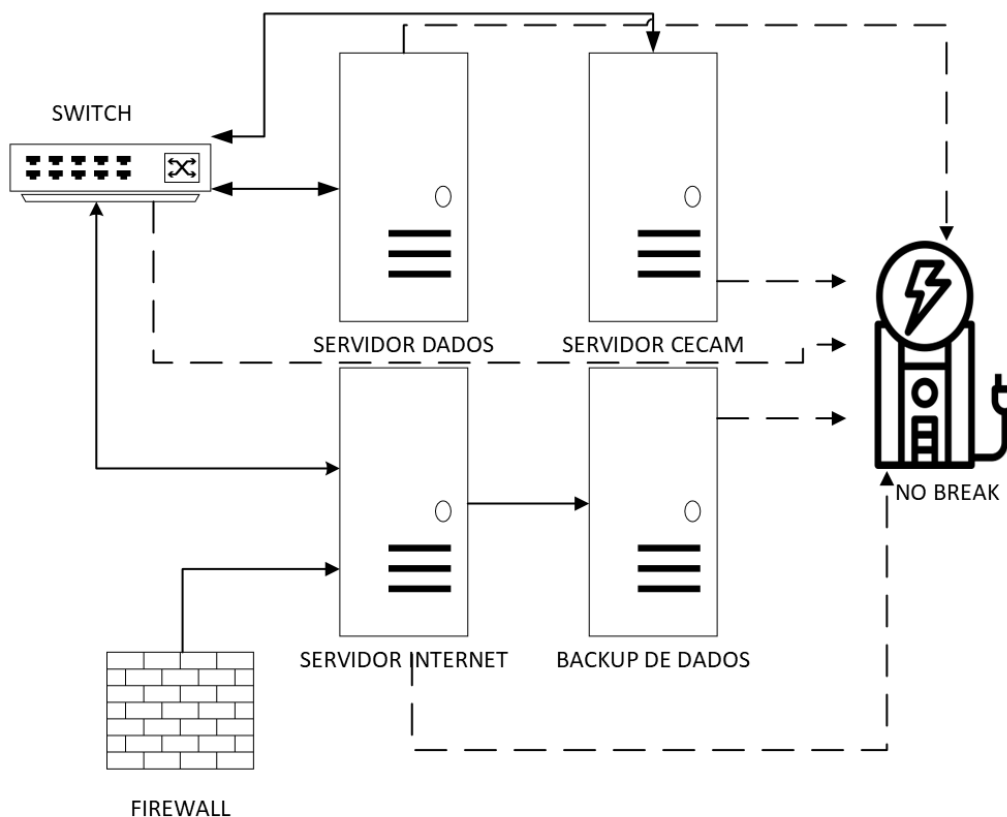 SWITCH
SERVIDOR DADOS
SERVIDOR CECAM
NO BREAK
SERVIDOR INTERNET
BACKUP DE DADOS
FIREWALL